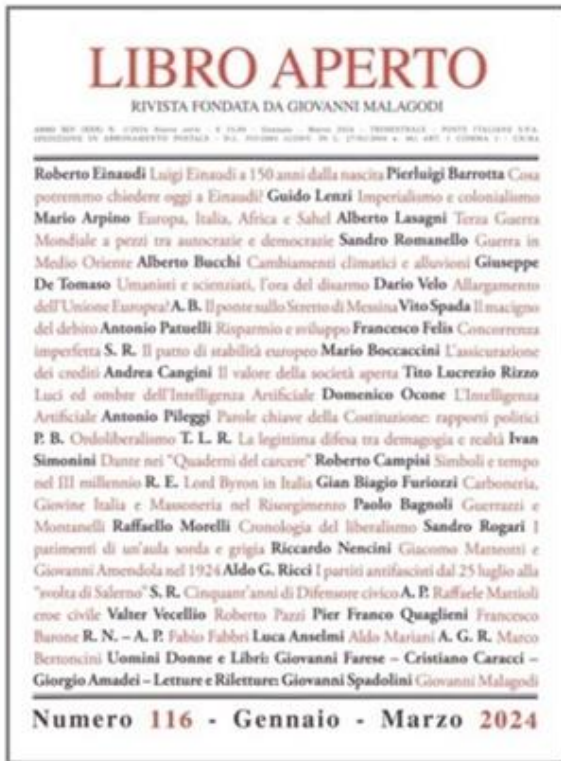 LIBRO APERTO
RIVISTA FONDATA DA GIOVANNI MALAGODI
Roberto Einaudi Luigi Einaudi a 150 anni dalla nascita Pierluigi Barrotta Cosa
potremmo chiedere oggi a Einaudi? Guido Lenzi Imperialismo e colonialismo
Mario Arpino Europa, Italia, Africa e Sahel Alberto Lasagni Terza Guerra
Mondiale a pezzi tra autocrazie e democrazie Sandro Romanello Guerra in
Medio Oriente Alberto Bucchi Cambiamenti climatici e alluvioni Giuseppe
De Tomaso Umanisti e scienziati, l'ora del disarmo Dario Velo Allargamento
dell'Unione Europea? A. B. Il ponte sullo Stretto di Messina Vito Spada Il macigno
del debito Antonio Patuelli Risparmio e sviluppo Francesco Felis Concorrenza
imperfetta S. R. Il patto di stabilità europeo Mario Boccaccini L'assicurazione
dei crediti Andrea Cangini Il valore della società aperta Tito Lucrezio Rizzo
Luci ed ombre dell'Intelligenza Artificiale Domenico Ocone L'Intelligenza
Artificiale Antonio Pileggi Parole chiave della Costituzione: rapporti politici
P. B. Ordoliberalismo T. L. R. La legittima difesa tra demagogia e realtà Ivan
Simonini Dante nei "Quaderni del carcere" Roberto Campisi Simboli e tempo
nel III millennio R. E. Lord Byron in Italia Gian Biagio Furiozzi Carboneria,
Giovine Italia e Massoneria nel Risorgimento Paolo Bagnoli Guerrazzi e
Montanelli Raffaello Morelli Cronologia del liberalismo Sandro Rogari I
patimenti di un'aula sorda e grigia Riccardo Nencini Giacomo Matteotti e
Giovanni Amendola nel 1924 Aldo G. Ricci I partiti antifascisti dal 25 luglio alla
"svolta di Salerno" S. R. Cinquant'anni di Difensore civico A. P. Raffaele Mattioli
eroe civile Valter Vecellio Roberto Pazzi Pier Franco Quaglieni Francesco
Barone R. N. – A. P. Fabio Fabbri Luca Anselmi Aldo Mariani A. G. R. Marco
Bertoncini Uomini Donne e Libri: Giovanni Farese – Cristiano Caracci –
Giorgio Amadei – Letture e Riletture: Giovanni Spadolini Giovanni Malagodi
Numero 116 - Gennaio - Marzo 2024